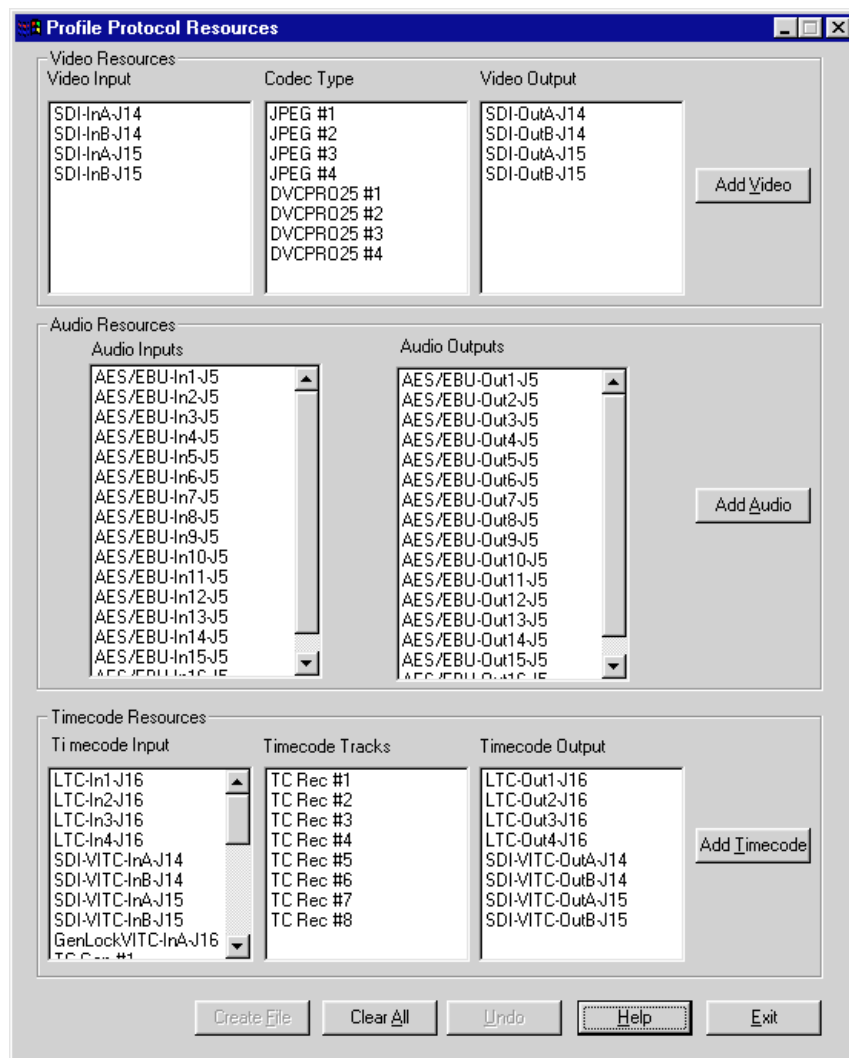 Profile Protocol Resources
Video Resources
Video Input
Codec Type
Video Output
SDI-InA-J14
SDI-InB-J14
SDI-InA-J15
SDI-InB-J15
JPEG #1
JPEG #2
JPEG #3
JPEG #4
DVCPRO25 #1
DVCPRO25 #2
DVCPRO25 #3
DVCPRO25 #4
SDI-OutA-J14
SDI-OutB-J14
SDI-OutA-J15
SDI-OutB-J15
Add Video
Audio Resources
Audio Inputs
AES/EBU-In1-J5
AES/EBU-In2-J5
AES/EBU-In3-J5
AES/EBU-In4-J5
AES/EBU-In5-J5
AES/EBU-In6-J5
AES/EBU-In7-J5
AES/EBU-In8-J5
AES/EBU-In9-J5
AES/EBU-In10-J5
AES/EBU-In11-J5
AES/EBU-In12-J5
AES/EBU-In13-J5
AES/EBU-In14-J5
AES/EBU-In15-J5
AES/EBU-In16-J5
Audio Outputs
AES/EBU-Out1-J5
AES/EBU-Out2-J5
AES/EBU-Out3-J5
AES/EBU-Out4-J5
AES/EBU-Out5-J5
AES/EBU-Out6-J5
AES/EBU-Out7-J5
AES/EBU-Out8-J5
AES/EBU-Out9-J5
AES/EBU-Out10-J5
AES/EBU-Out11-J5
AES/EBU-Out12-J5
AES/EBU-Out13-J5
AES/EBU-Out14-J5
AES/EBU-Out15-J5
AES/EBU-Out16-J5
Add Audio
Timecode Resources
Ti mecode Input
Timecode Tracks
Timecode Output
LTC-In1-J16
LTC-In2-J16
LTC-In3-J16
LTC-In4-J16
SDI-VITC-InA-J14
SDI-VITC-InB-J14
SDI-VITC-InA-J15
SDI-VITC-InB-J15
GenLockVITC-InA-J16
TC Gen #1
TC Rec #1
TC Rec #2
TC Rec #3
TC Rec #4
TC Rec #5
TC Rec #6
TC Rec #7
TC Rec #8
LTC-Out1-J16
LTC-Out2-J16
LTC-Out3-J16
LTC-Out4-J16
SDI-VITC-OutA-J14
SDI-VITC-OutB-J14
SDI-VITC-OutA-J15
SDI-VITC-OutB-J15
Add Timecode
Create File
Clear All
Undo
Help
Exit